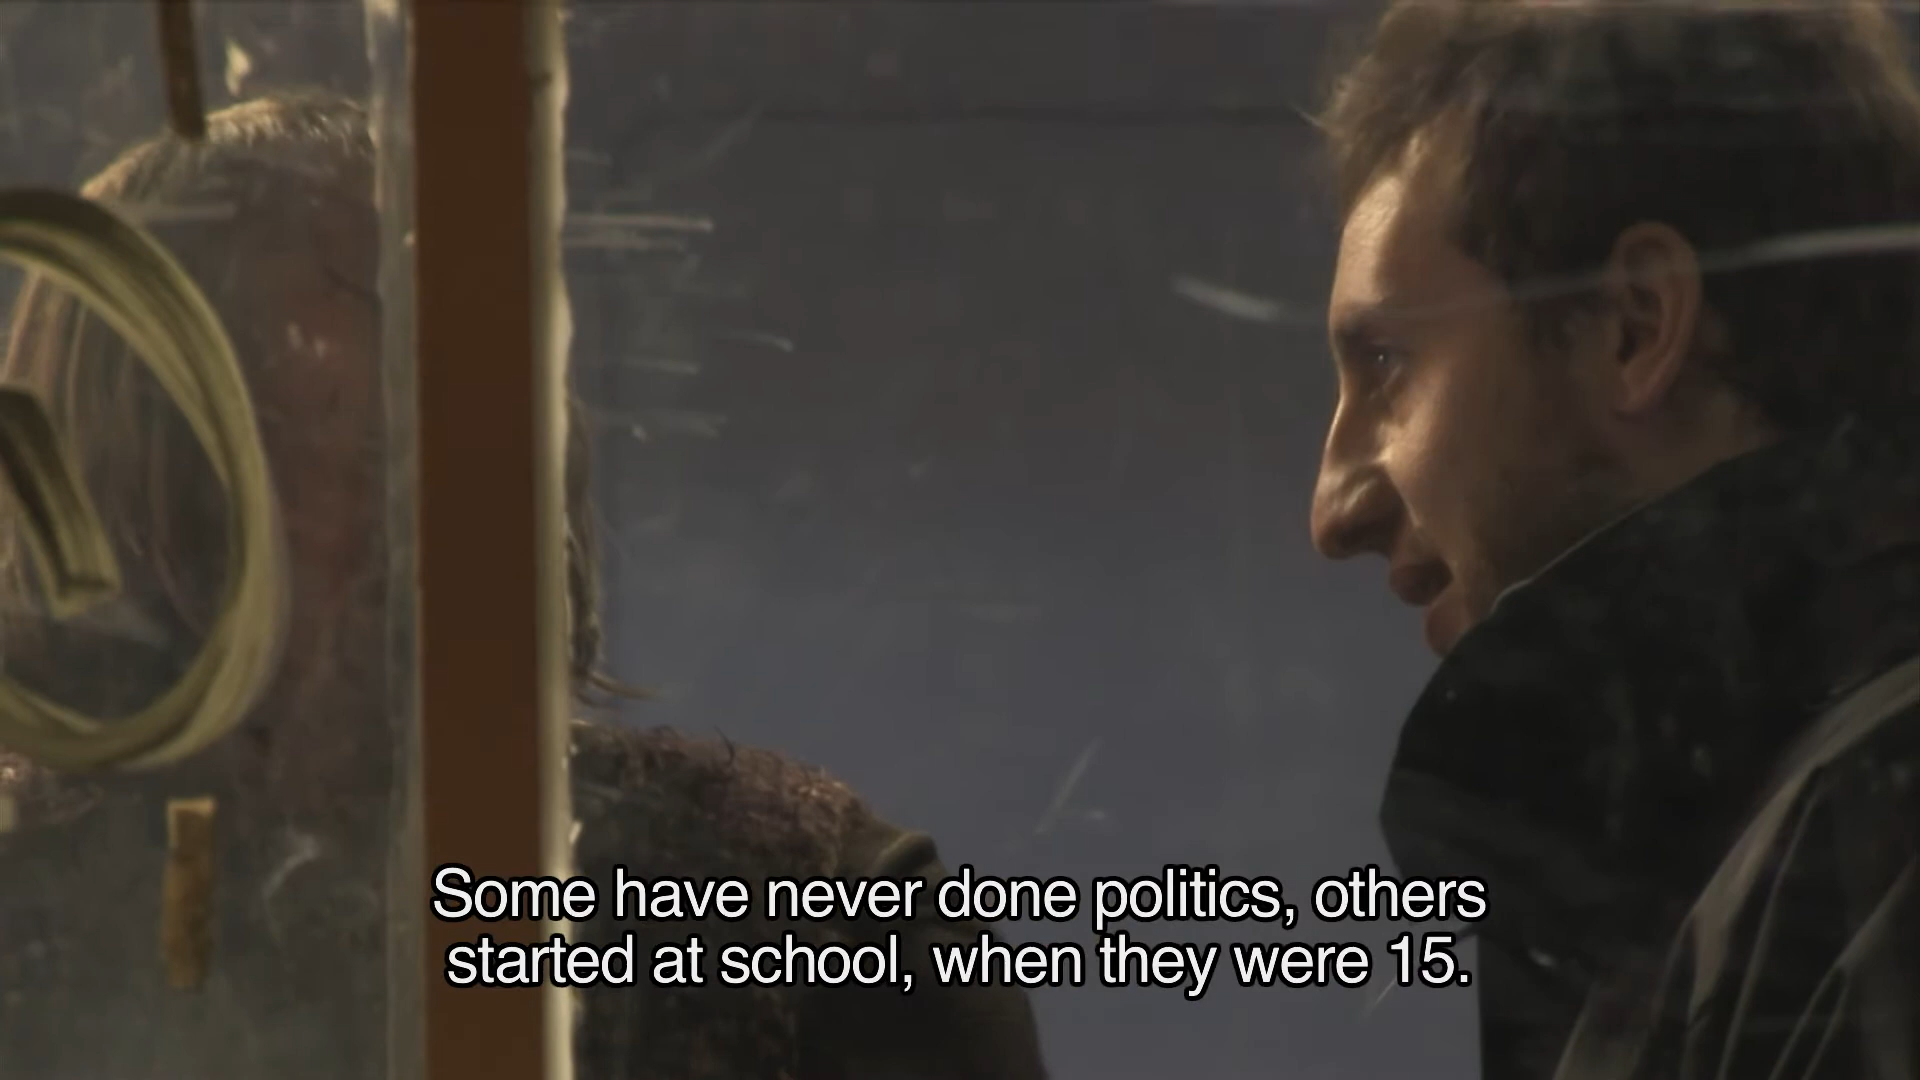 Some have never done politics, others
started at school, when they were 15.